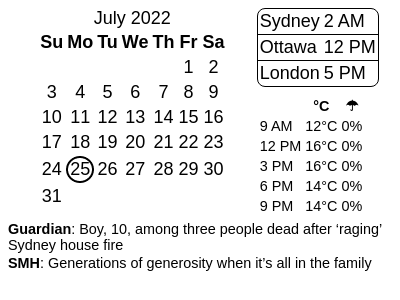 July 2022
Su Mo Tu We Th Fr Sa
1 2
3 4 5 6 7 8 9
10 11 12 13 14 15 16
17 18 19 20 21 22 23
24 25 26 27 28 29 30
31
Sydney 2 AM
Ottawa 12 PM
London 5 PM
°C ☂
9 AM 12°C 0%
12 PM 16°C 0%
3 PM 16°C 0%
6 PM 14°C 0%
9 PM 14°C 0%
Guardian: Boy, 10, among three people dead after ‘raging’
Sydney house fire
SMH: Generations of generosity when it’s all in the family